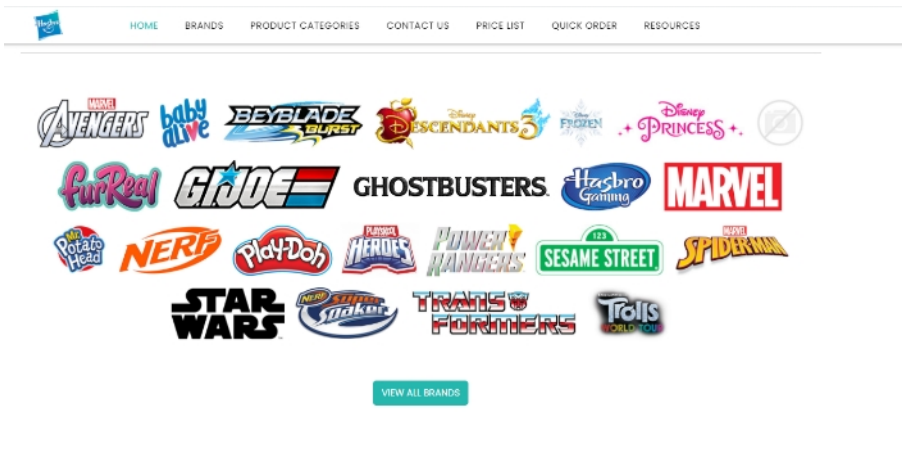 Hasbro
HOME BRANDS PRODUCT CATEGORIES CONTACT US PRICE LIST QUICK ORDER RESOURCES
MARVEL
AVENGERS
baby alive
BEYBLADE BURST
Disney DESCENDANTS 3
Disney FROZEN
Disney PRINCESS
furReal
G.I.JOE
GHOSTBUSTERS
Hasbro Gaming
MARVEL
Mr. Potato Head
NERF
Play-Doh
PLAYSKOOL HEROES
POWER RANGERS
123 SESAME STREET
MARVEL SPIDER-MAN
STAR WARS
NERF Super Soaker
TRANSFORMERS
Trolls WORLD TOUR
VIEW ALL BRANDS